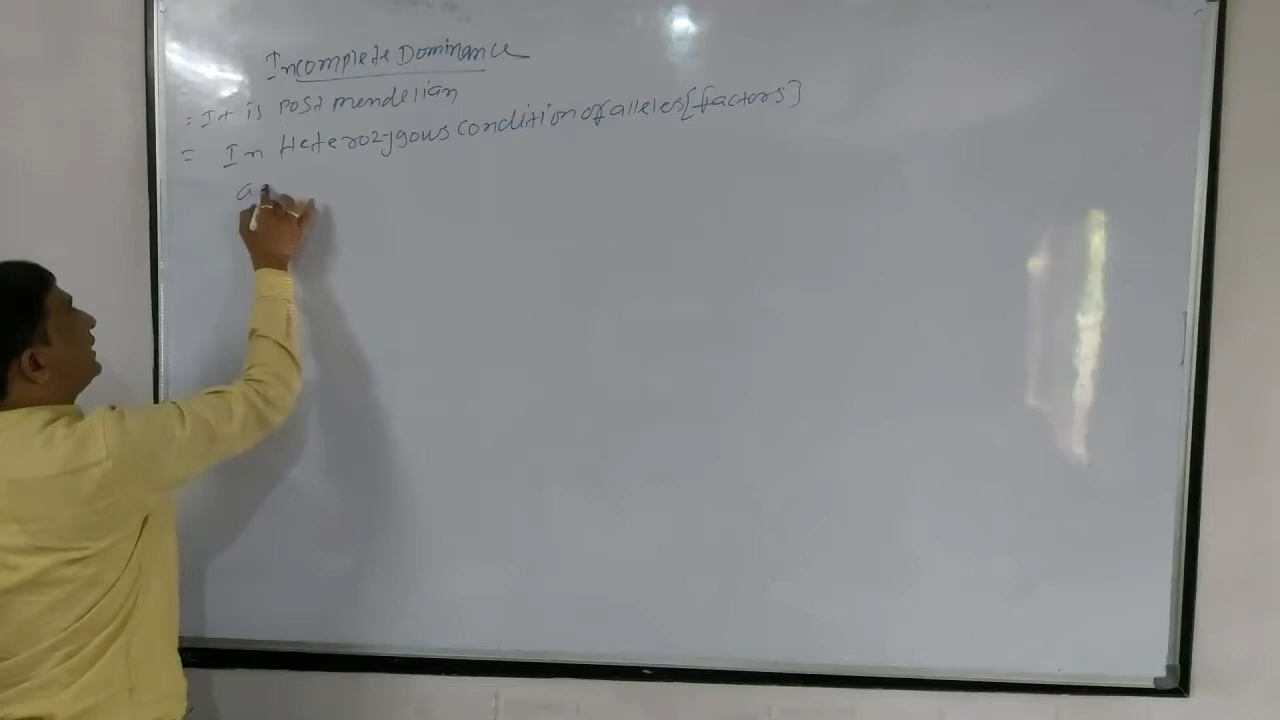 Incomplete Dominance
= It is post mendelian
= In Heterozygous condition of alleles [factors]
a